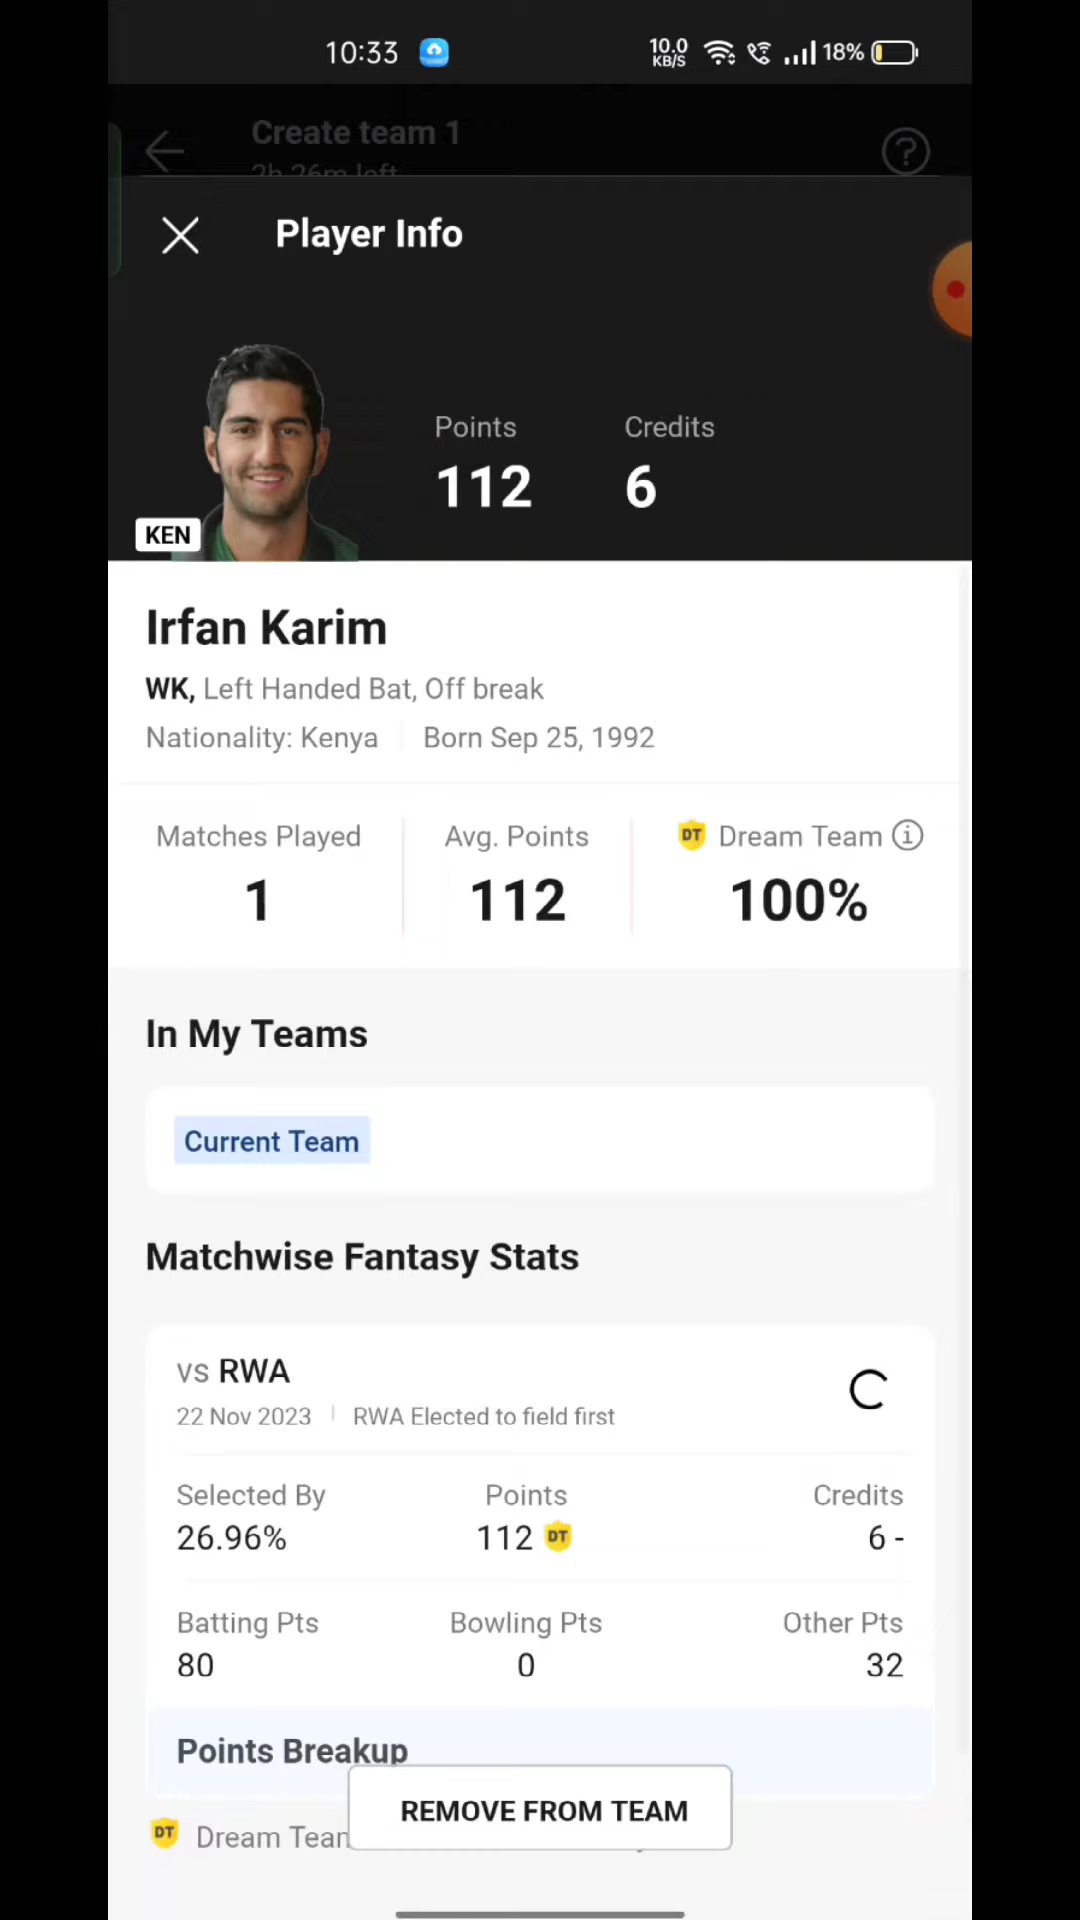 10:33
10.0
KB/S
18%
Create team 1
2h 26m left
Player Info
Points
Credits
112
6
KEN
Irfan Karim
WK, Left Handed Bat, Off break
Nationality: Kenya
Born Sep 25, 1992
Matches Played
Avg. Points
DT Dream Team
1
112
100%
In My Teams
Current Team
Matchwise Fantasy Stats
vs RWA
22 Nov 2023
RWA Elected to field first
Selected By
Points
Credits
26.96%
112 DT
6 -
Batting Pts
Bowling Pts
Other Pts
80
0
32
Points Breakup
REMOVE FROM TEAM
DT Dream